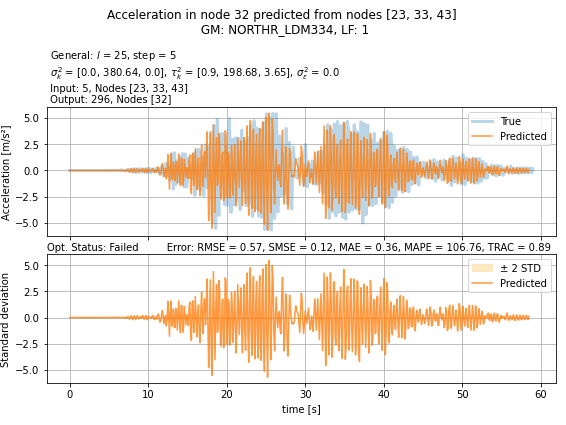 Acceleration in node 32 predicted from nodes [23, 33, 43]
GM: NORTHR_LDM334, LF: 1
General: l = 25, step = 5
σ²ₖ = [0.0, 380.64, 0.0], τ²ₖ = [0.9, 198.68, 3.65], σ²ₑ = 0.0
Input: 5, Nodes [23, 33, 43]
Output: 296, Nodes [32]
Acceleration [m/s²]
5.0
2.5
0.0
−2.5
−5.0
True
Predicted
Opt. Status: Failed
Error: RMSE = 0.57, SMSE = 0.12, MAE = 0.36, MAPE = 106.76, TRAC = 0.89
Standard deviation
5.0
2.5
0.0
−2.5
−5.0
± 2 STD
Predicted
0 10 20 30 40 50 60
time [s]